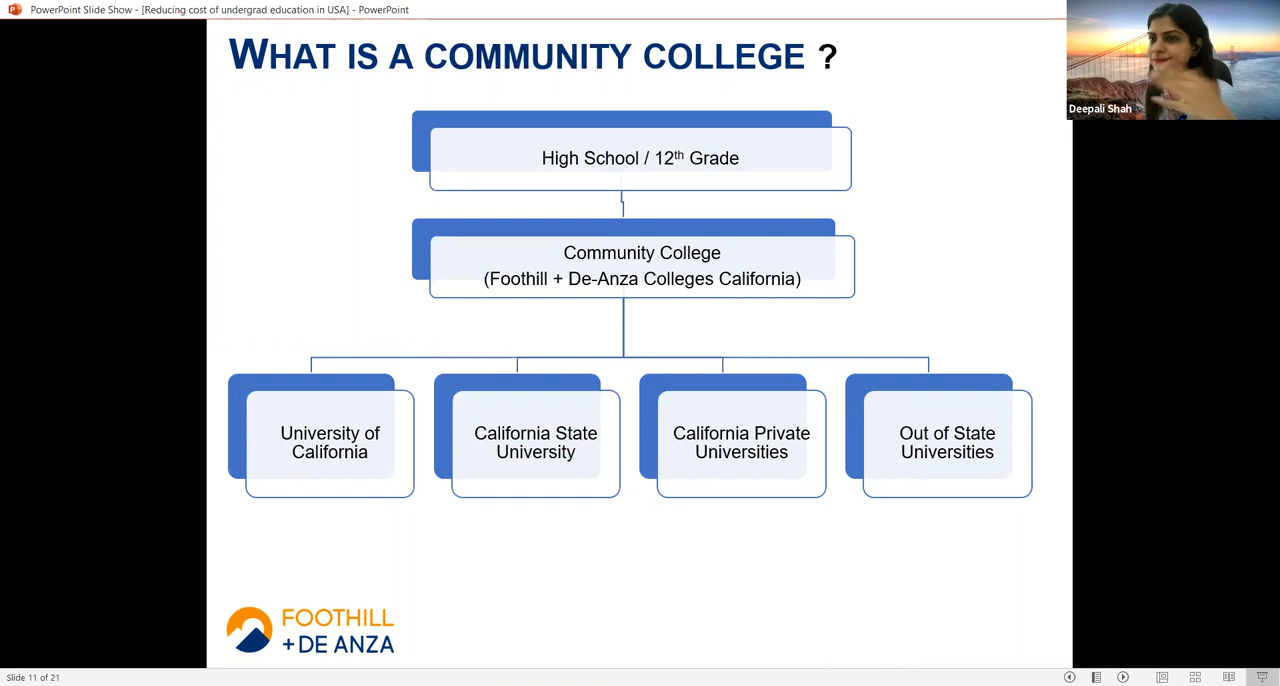 PowerPoint Slide Show - [Reducing cost of undergrad education in USA] - PowerPoint
WHAT IS A COMMUNITY COLLEGE ?
Deepali Shah
High School / 12th Grade
Community College
(Foothill + De-Anza Colleges California)
University of
California
California State
University
California Private
Universities
Out of State
Universities
FOOTHILL
+DE ANZA
Slide 11 of 21